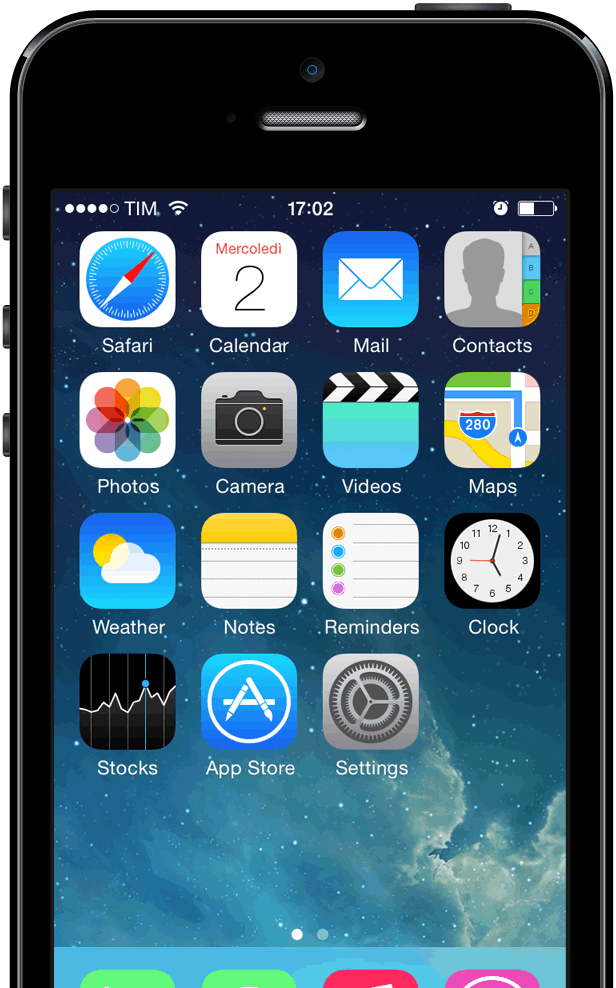 TIM 17:02
Mercoledì
2
A
B
C
D
Safari Calendar Mail Contacts
280
Photos Camera Videos Maps
12
11 1
10 2
9 3
8 4
7 5
6
Weather Notes Reminders Clock
Stocks App Store Settings